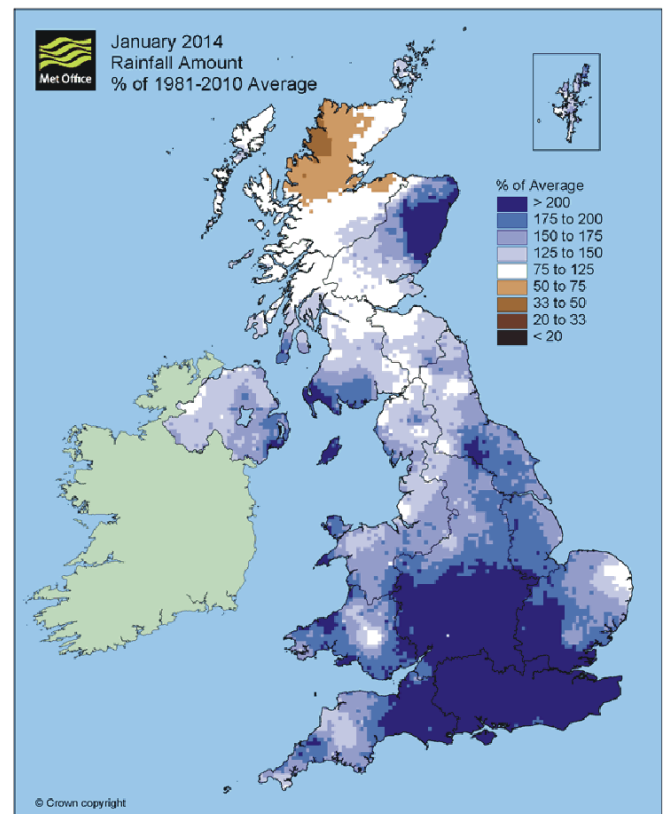 January 2014
Rainfall Amount
% of 1981-2010 Average
Met Office
% of Average
> 200
175 to 200
150 to 175
125 to 150
75 to 125
50 to 75
33 to 50
20 to 33
< 20
© Crown copyright